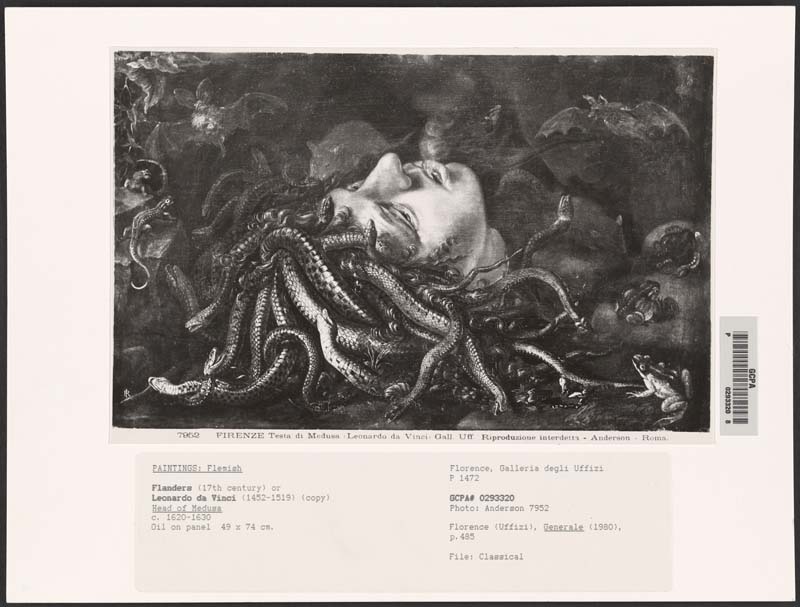 7952 FIRENZE Testa di Medusa (Leonardo da Vinci) Gall. Uff. Riproduzione interdetta - Anderson - Roma.
GCPA
P
0293320 8
PAINTINGS: Flemish
Flanders (17th century) or
Leonardo da Vinci (1452-1519) (copy)
Head of Medusa
c. 1620-1630
Oil on panel 49 x 74 cm.
Florence, Galleria degli Uffizi
P 1472
GCPA# 0293320
Photo: Anderson 7952
Florence (Uffizi), Generale (1980),
p.485
File: Classical